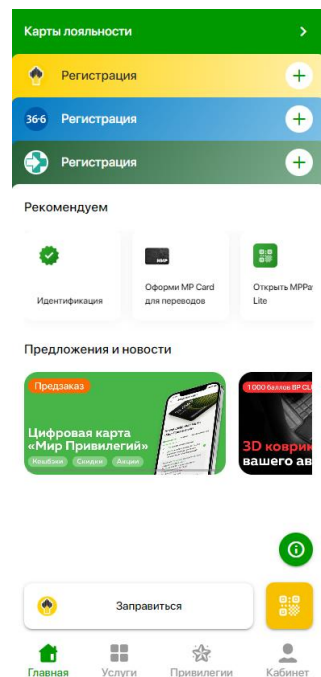 Карты лояльности
Регистрация
36·6 Регистрация
Регистрация
Рекомендуем
Идентификация
Оформи MP Card
для переводов
Открыть MPPa
Lite
Предложения и новости
Предзаказ
Цифровая карта
«Мир Привилегий»
Кешбэки Скидки Акции
1 000 баллов BP CLU
3D коврик
вашего ав
Заправиться
Главная Услуги Привилегии Кабинет